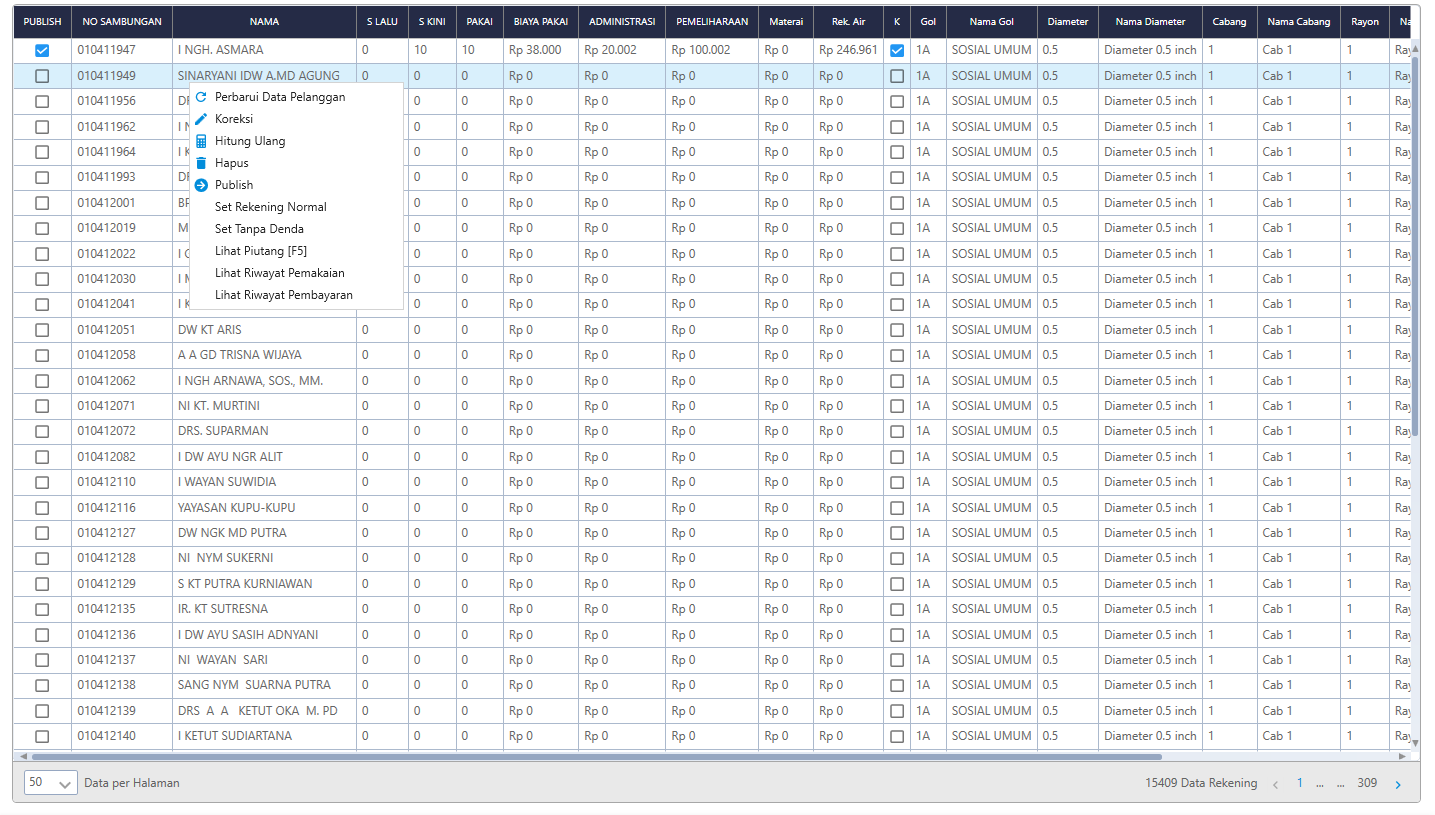 PUBLISH NO SAMBUNGAN NAMA S LALU S KINI PAKAI BIAYA PAKAI ADMINISTRASI PEMELIHARAAN Materai Rek. Air K Gol Nama Gol Diameter Nama Diameter Cabang Nama Cabang Rayon Na
010411947 I NGH. ASMARA 0 10 10 Rp 38.000 Rp 20.002 Rp 100.002 Rp 0 Rp 246.961 1A SOSIAL UMUM 0.5 Diameter 0.5 inch 1 Cab 1 1 Ray
010411949 SINARYANI IDW A.MD AGUNG 0 0 0 Rp 0 Rp 0 Rp 0 Rp 0 Rp 0 1A SOSIAL UMUM 0.5 Diameter 0.5 inch 1 Cab 1 1 Ray
010411956 DR 0 0 Rp 0 Rp 0 Rp 0 Rp 0 Rp 0 1A SOSIAL UMUM 0.5 Diameter 0.5 inch 1 Cab 1 1 Ray
010411962 I N 0 0 Rp 0 Rp 0 Rp 0 Rp 0 Rp 0 1A SOSIAL UMUM 0.5 Diameter 0.5 inch 1 Cab 1 1 Ray
010411964 I K 0 0 Rp 0 Rp 0 Rp 0 Rp 0 Rp 0 1A SOSIAL UMUM 0.5 Diameter 0.5 inch 1 Cab 1 1 Ray
010411993 DR 0 0 Rp 0 Rp 0 Rp 0 Rp 0 Rp 0 1A SOSIAL UMUM 0.5 Diameter 0.5 inch 1 Cab 1 1 Ray
010412001 0 0 Rp 0 Rp 0 Rp 0 Rp 0 Rp 0 1A SOSIAL UMUM 0.5 Diameter 0.5 inch 1 Cab 1 1 Ray
010412019 M 0 0 Rp 0 Rp 0 Rp 0 Rp 0 Rp 0 1A SOSIAL UMUM 0.5 Diameter 0.5 inch 1 Cab 1 1 Ray
010412022 I 0 0 Rp 0 Rp 0 Rp 0 Rp 0 Rp 0 1A SOSIAL UMUM 0.5 Diameter 0.5 inch 1 Cab 1 1 Ray
010412030 I M 0 0 Rp 0 Rp 0 Rp 0 Rp 0 Rp 0 1A SOSIAL UMUM 0.5 Diameter 0.5 inch 1 Cab 1 1 Ray
010412041 I K 0 0 Rp 0 Rp 0 Rp 0 Rp 0 Rp 0 1A SOSIAL UMUM 0.5 Diameter 0.5 inch 1 Cab 1 1 Ray
Perbarui Data Pelanggan
Koreksi
Hitung Ulang
Hapus
Publish
Set Rekening Normal
Set Tanpa Denda
Lihat Piutang [F5]
Lihat Riwayat Pemakaian
Lihat Riwayat Pembayaran
010412051 DW KT ARIS 0 0 0 Rp 0 Rp 0 Rp 0 Rp 0 Rp 0 1A SOSIAL UMUM 0.5 Diameter 0.5 inch 1 Cab 1 1 Ray
010412058 A A GD TRISNA WIJAYA 0 0 0 Rp 0 Rp 0 Rp 0 Rp 0 Rp 0 1A SOSIAL UMUM 0.5 Diameter 0.5 inch 1 Cab 1 1 Ray
010412062 I NGH ARNAWA, SOS., MM. 0 0 0 Rp 0 Rp 0 Rp 0 Rp 0 Rp 0 1A SOSIAL UMUM 0.5 Diameter 0.5 inch 1 Cab 1 1 Ray
010412071 NI KT. MURTINI 0 0 0 Rp 0 Rp 0 Rp 0 Rp 0 Rp 0 1A SOSIAL UMUM 0.5 Diameter 0.5 inch 1 Cab 1 1 Ray
010412072 DRS. SUPARMAN 0 0 0 Rp 0 Rp 0 Rp 0 Rp 0 Rp 0 1A SOSIAL UMUM 0.5 Diameter 0.5 inch 1 Cab 1 1 Ray
010412082 I DW AYU NGR ALIT 0 0 0 Rp 0 Rp 0 Rp 0 Rp 0 Rp 0 1A SOSIAL UMUM 0.5 Diameter 0.5 inch 1 Cab 1 1 Ray
010412110 I WAYAN SUWIDIA 0 0 0 Rp 0 Rp 0 Rp 0 Rp 0 Rp 0 1A SOSIAL UMUM 0.5 Diameter 0.5 inch 1 Cab 1 1 Ray
010412116 YAYASAN KUPU-KUPU 0 0 0 Rp 0 Rp 0 Rp 0 Rp 0 Rp 0 1A SOSIAL UMUM 0.5 Diameter 0.5 inch 1 Cab 1 1 Ray
010412127 DW NGK MD PUTRA 0 0 0 Rp 0 Rp 0 Rp 0 Rp 0 Rp 0 1A SOSIAL UMUM 0.5 Diameter 0.5 inch 1 Cab 1 1 Ray
010412128 NI NYM SUKERNI 0 0 0 Rp 0 Rp 0 Rp 0 Rp 0 Rp 0 1A SOSIAL UMUM 0.5 Diameter 0.5 inch 1 Cab 1 1 Ray
010412129 S KT PUTRA KURNIAWAN 0 0 0 Rp 0 Rp 0 Rp 0 Rp 0 Rp 0 1A SOSIAL UMUM 0.5 Diameter 0.5 inch 1 Cab 1 1 Ray
010412135 IR. KT SUTRESNA 0 0 0 Rp 0 Rp 0 Rp 0 Rp 0 Rp 0 1A SOSIAL UMUM 0.5 Diameter 0.5 inch 1 Cab 1 1 Ray
010412136 I DW AYU SASIH ADNYANI 0 0 0 Rp 0 Rp 0 Rp 0 Rp 0 Rp 0 1A SOSIAL UMUM 0.5 Diameter 0.5 inch 1 Cab 1 1 Ray
010412137 NI WAYAN SARI 0 0 0 Rp 0 Rp 0 Rp 0 Rp 0 Rp 0 1A SOSIAL UMUM 0.5 Diameter 0.5 inch 1 Cab 1 1 Ray
010412138 SANG NYM SUARNA PUTRA 0 0 0 Rp 0 Rp 0 Rp 0 Rp 0 Rp 0 1A SOSIAL UMUM 0.5 Diameter 0.5 inch 1 Cab 1 1 Ray
010412139 DRS A A KETUT OKA M. PD 0 0 0 Rp 0 Rp 0 Rp 0 Rp 0 Rp 0 1A SOSIAL UMUM 0.5 Diameter 0.5 inch 1 Cab 1 1 Ray
010412140 I KETUT SUDIARTANA 0 0 0 Rp 0 Rp 0 Rp 0 Rp 0 Rp 0 1A SOSIAL UMUM 0.5 Diameter 0.5 inch 1 Cab 1 1 Ray
50 Data per Halaman 15409 Data Rekening 1 ... ... 309